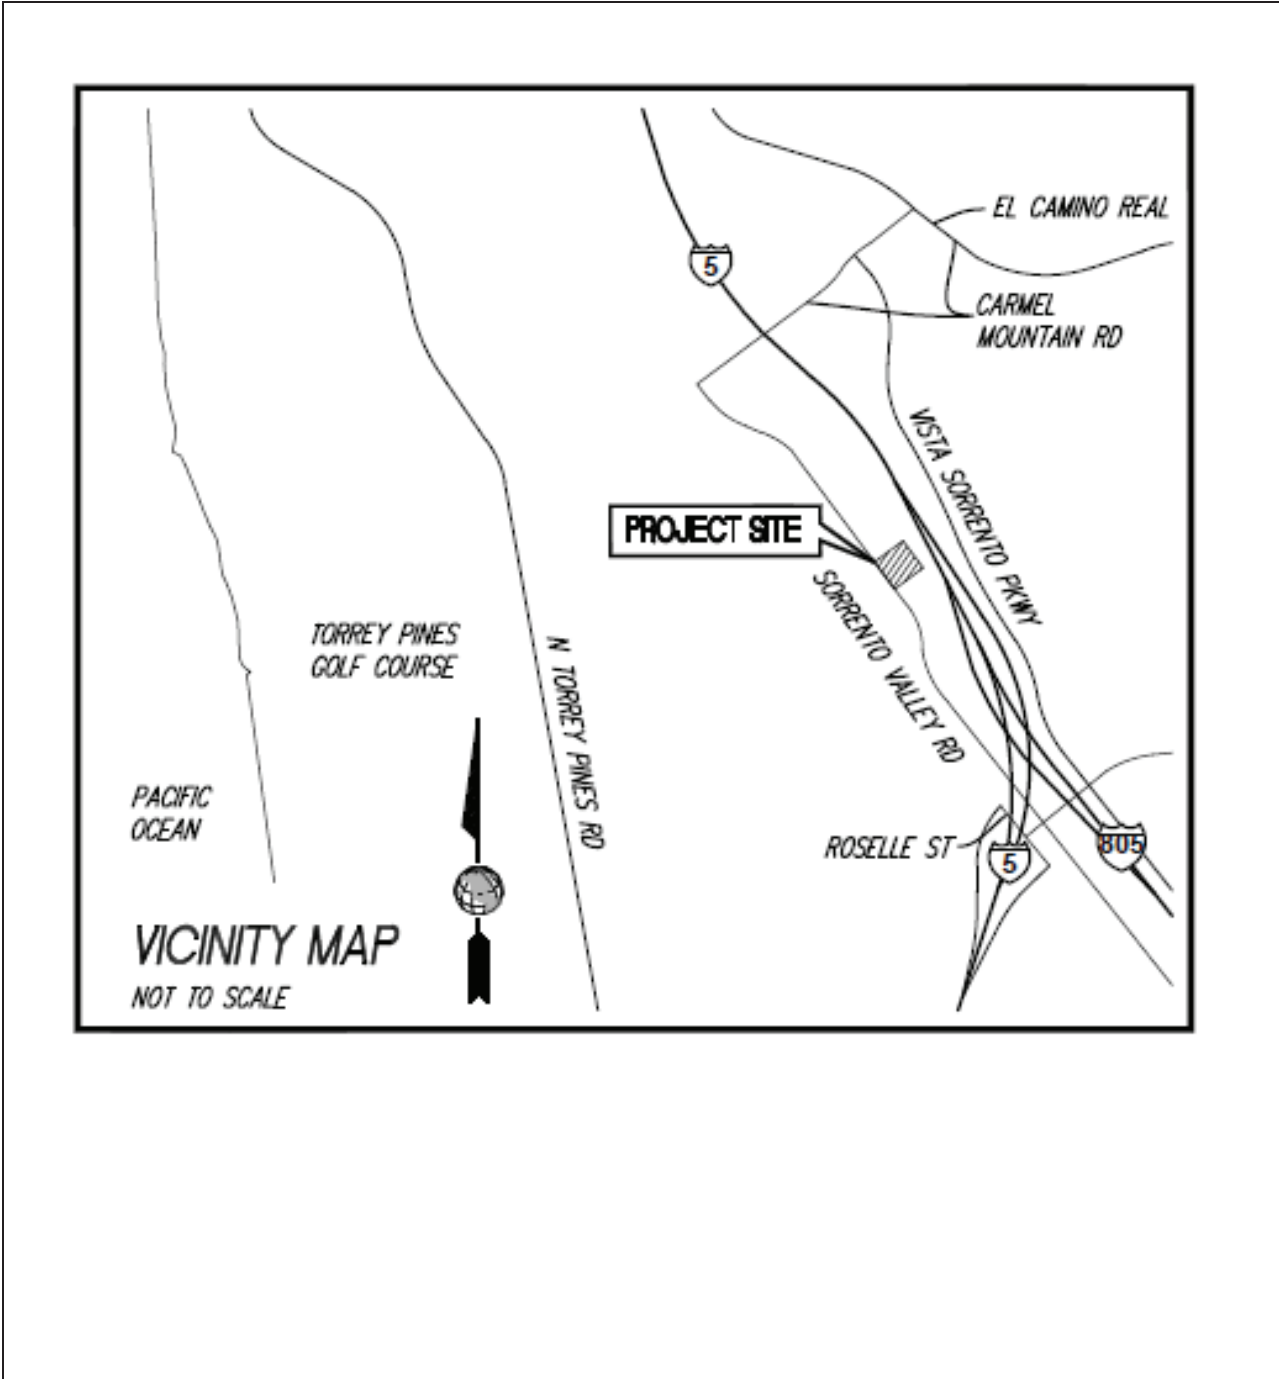 5
EL CAMINO REAL
CARMEL
MOUNTAIN RD
VISTA SORRENTO PKWY
PROJECT SITE
SORRENTO VALLEY RD
TORREY PINES
GOLF COURSE
N TORREY PINES RD
PACIFIC
OCEAN
ROSELLE ST
5
805
VICINITY MAP
NOT TO SCALE